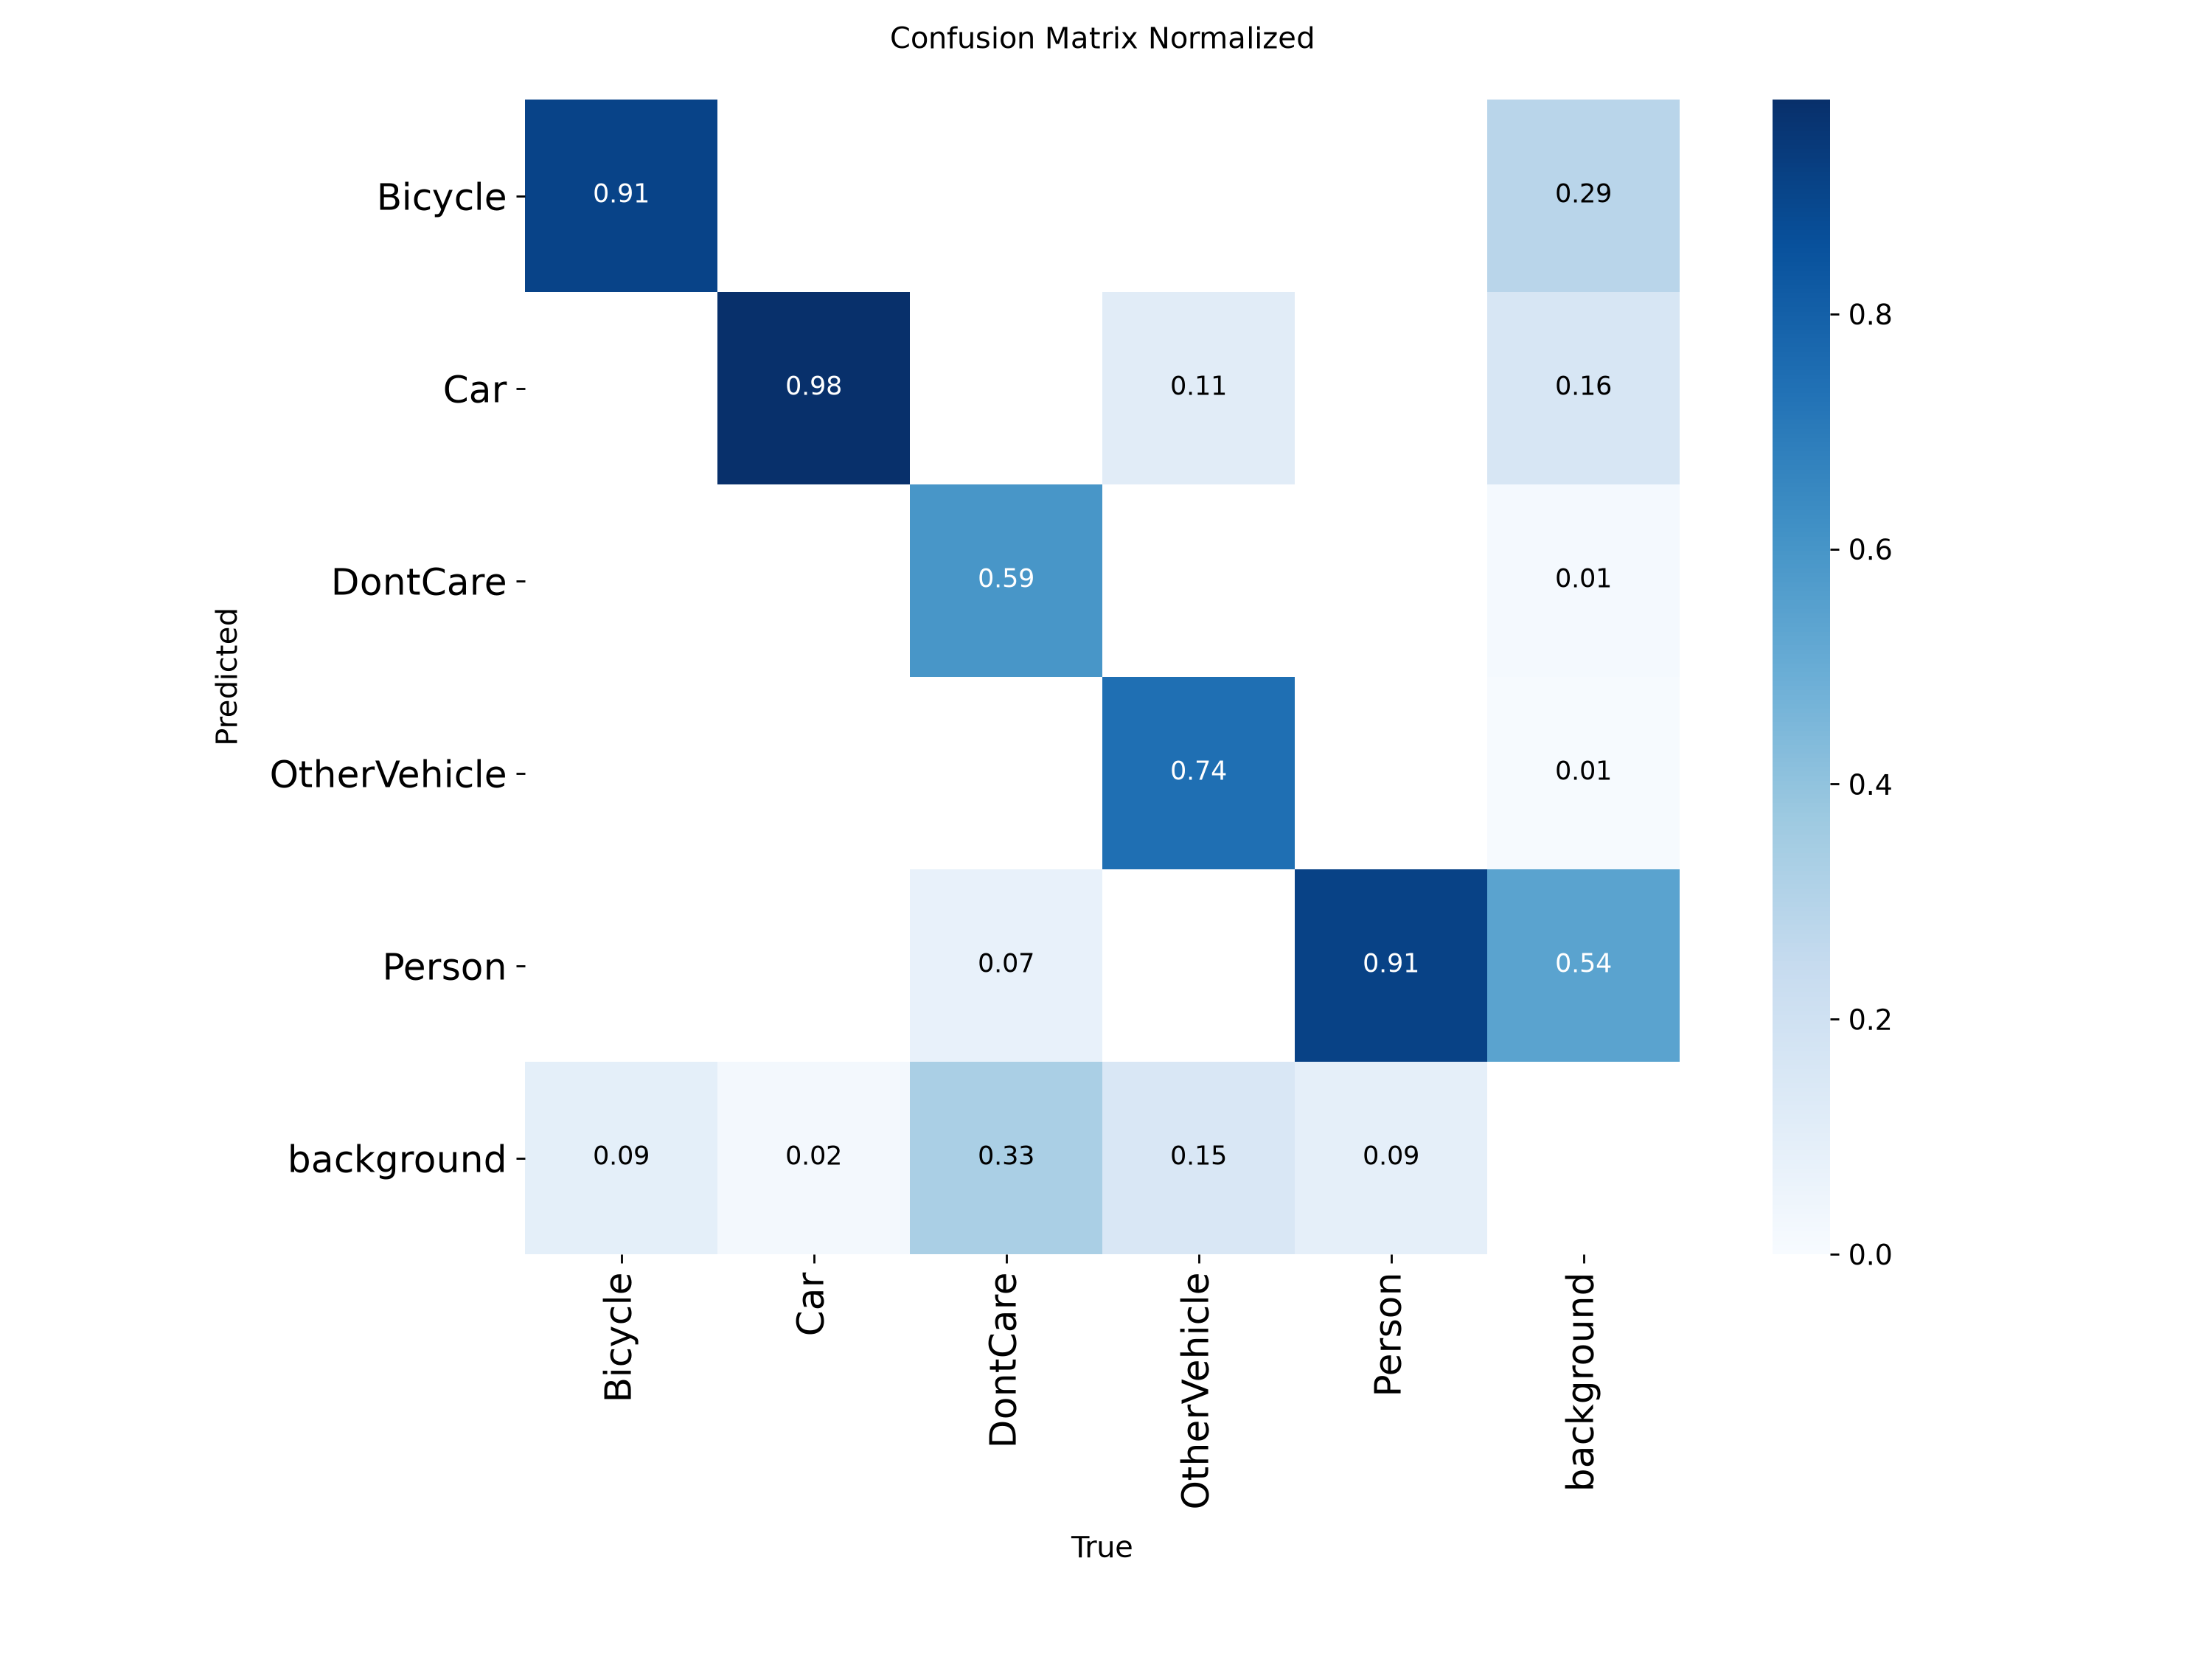 Confusion Matrix Normalized
Bicycle
0.91
0.29
Car
0.98
0.11
0.16
0.8
DontCare
0.59
0.01
0.6
Predicted
OtherVehicle
0.74
0.01
0.4
Person
0.07
0.91
0.54
0.2
background
0.09
0.02
0.33
0.15
0.09
0.0
Bicycle
Car
DontCare
OtherVehicle
Person
background
True